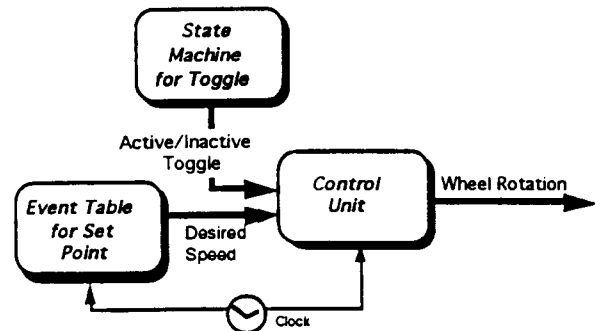 State
Machine
for Toggle
Active/Inactive
Toggle
Control
Unit
Wheel Rotation
Event Table
for Set
Point
Desired
Speed
Clock